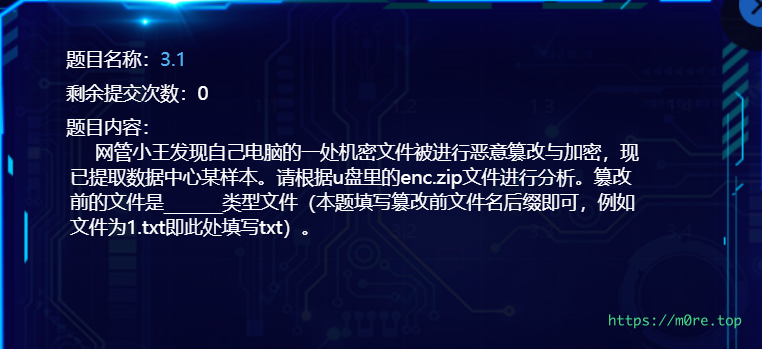 题目名称：3.1
剩余提交次数：0
题目内容：
网管小王发现自己电脑的一处机密文件被进行恶意篡改与加密，现
已提取数据中心某样本。请根据u盘里的enc.zip文件进行分析。篡改
前的文件是______类型文件（本题填写篡改前文件名后缀即可，例如
文件为1.txt即此处填写txt）。
https://m0re.top